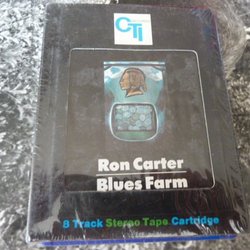 CTI
Ron Carter
Blues Farm
8 Track Stereo Tape Cartridge